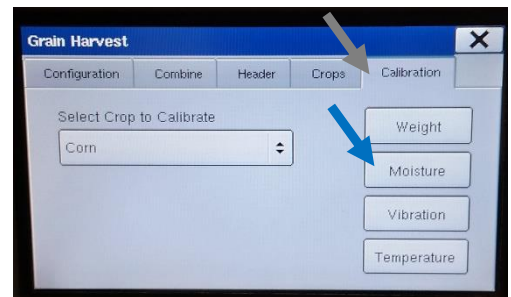 Grain Harvest X
Configuration Combine Header Crops Calibration
Select Crop to Calibrate
Corn
Weight
Moisture
Vibration
Temperature